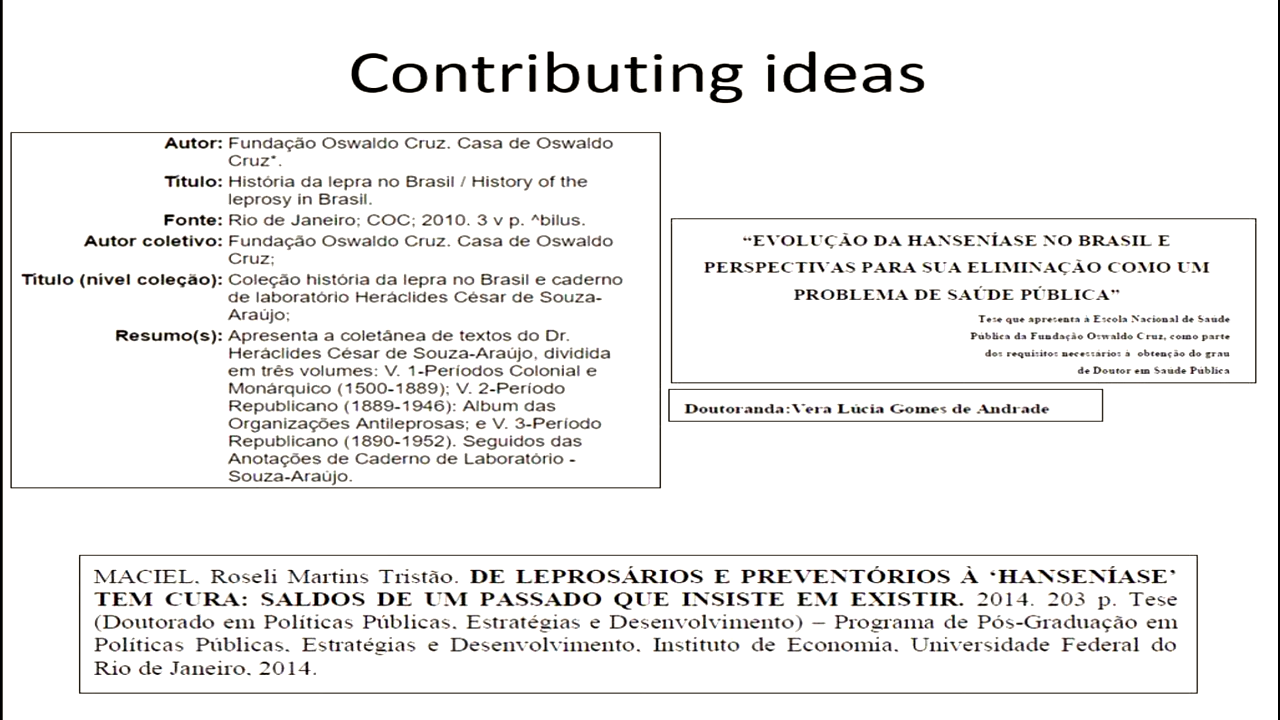 Contributing ideas
Autor: Fundação Oswaldo Cruz. Casa de Oswaldo
Cruz*.
Título: História da lepra no Brasil / History of the
leprosy in Brasil.
Fonte: Rio de Janeiro; COC; 2010. 3 v p. ^bilus.
Autor coletivo: Fundação Oswaldo Cruz. Casa de Oswaldo
Cruz;
Título (nível coleção): Coleção história da lepra no Brasil e caderno
de laboratório Heráclides César de Souza-
Araújo;
Resumo(s): Apresenta a coletânea de textos do Dr.
Heráclides César de Souza-Araújo, dividida
em três volumes: V. 1-Períodos Colonial e
Monárquico (1500-1889); V. 2-Período
Republicano (1889-1946): Album das
Organizações Antileprosas; e V. 3-Período
Republicano (1890-1952). Seguidos das
Anotações de Caderno de Laboratório -
Souza-Araújo.
“EVOLUÇÃO DA HANSENÍASE NO BRASIL E
PERSPECTIVAS PARA SUA ELIMINAÇÃO COMO UM
PROBLEMA DE SAÚDE PÚBLICA”
Tese que apresenta à Escola Nacional de Saúde
Pública da Fundação Oswaldo Cruz, como parte
dos requisitos necessários à obtenção do grau
de Doutor em Saúde Pública
Doutoranda:Vera Lúcia Gomes de Andrade
MACIEL, Roseli Martins Tristão. DE LEPROSÁRIOS E PREVENTÓRIOS À ‘HANSENÍASE’
TEM CURA: SALDOS DE UM PASSADO QUE INSISTE EM EXISTIR. 2014. 203 p. Tese
(Doutorado em Políticas Públicas, Estratégias e Desenvolvimento) – Programa de Pós-Graduação em
Políticas Públicas, Estratégias e Desenvolvimento, Instituto de Economia, Universidade Federal do
Rio de Janeiro, 2014.